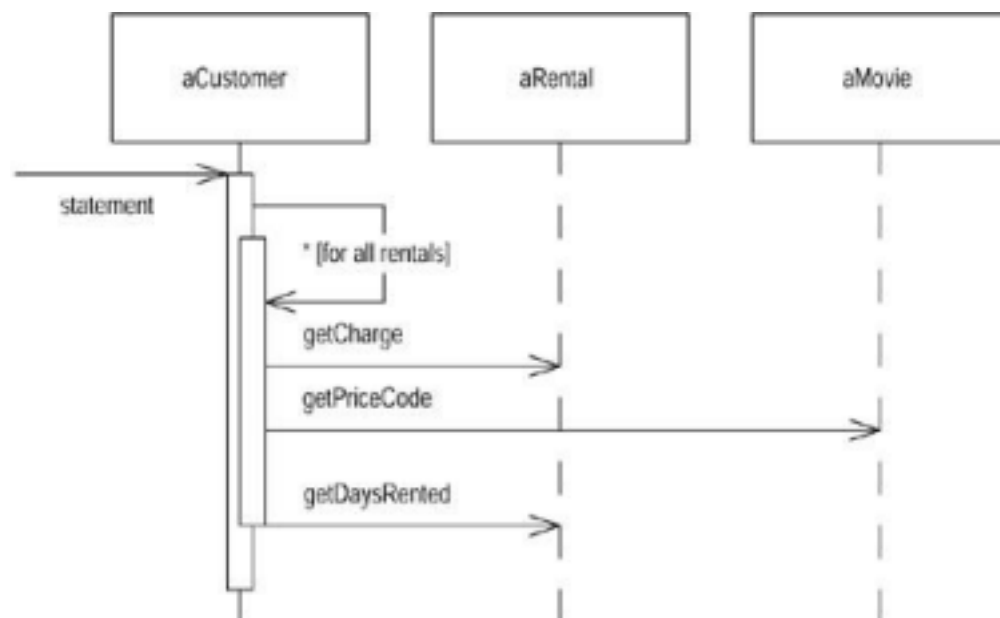 aCustomer
aRental
aMovie
statement
* [for all rentals]
getCharge
getPriceCode
getDaysRented